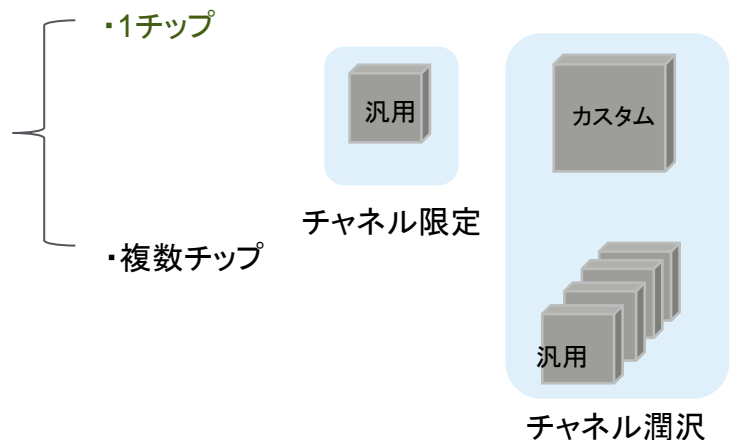 ・1チップ
汎用
カスタム
チャネル限定
・複数チップ
汎用
チャネル潤沢